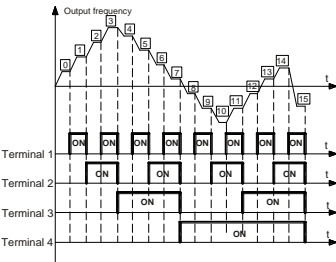 Output frequency
3
4
14
2
5
1
6
13
0
7
t
8
12
15
9
11
10
t
ON ON ON ON ON ON ON ON
Terminal 1
t
ON ON ON ON
Terminal 2
t
ON ON
Terminal 3
t
ON
Terminal 4